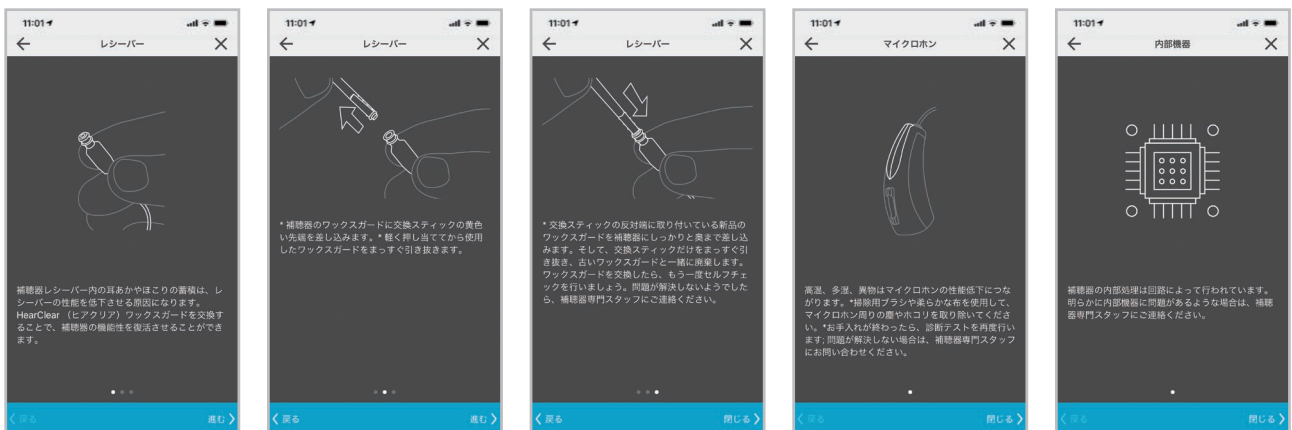 11:01
レシーバー
補聴器レシーバー内の耳あかやほこりの蓄積は、レ
シーバーの性能を低下させる原因になります。
HearClear （ヒアクリア）ワックスガードを交換す
ることで、補聴器の機能性を復活させることができ
ます。
戻る
進む
11:01
レシーバー
* 補聴器のワックスガードに交換スティックの黄色
い先端を差し込みます。* 軽く押し当ててから使用
したワックスガードをまっすぐ引き抜きます。
戻る
進む
11:01
レシーバー
* 交換スティックの反対端に取り付いている新品の
ワックスガードを補聴器にしっかりと奥まで差し込
みます。そして、交換スティックだけをまっすぐ引
き抜き、古いワックスガードと一緒に廃棄します。
ワックスガードを交換したら、もう一度セルフチェ
ックを行いましょう。問題が解決しないようでした
ら、補聴器専門スタッフにご連絡ください。
戻る
閉じる
11:01
マイクロホン
高温、多湿、異物はマイクロホンの性能低下につな
がります。*掃除用ブラシや柔らかな布を使用して、
マイクロホン周りの塵やホコリを取り除いてくださ
い。*お手入れが終わったら、診断テストを再度行い
ます; 問題が解決しない場合は、補聴器専門スタッフ
にお問い合わせください。
戻る
閉じる
11:01
内部機器
補聴器の内部処理は回路によって行われています。
明らかに内部機器に問題があるような場合は、補聴
器専門スタッフにご連絡ください。
戻る
閉じる